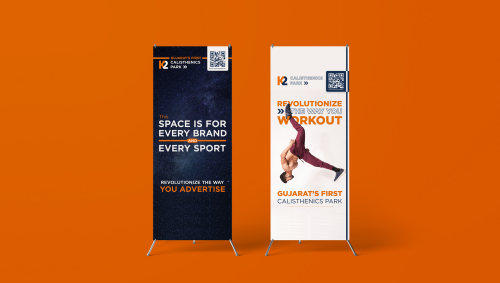 K2
GUJARAT'S FIRST
CALISTHENICS
PARK
This
SPACE IS FOR
EVERY BRAND
AND
EVERY SPORT
REVOLUTIONIZE THE WAY
YOU ADVERTISE
K2
CALISTHENICS
PARK
REVOLUTIONIZE
THE WAY YOU
WORKOUT
GUJARAT'S FIRST
CALISTHENICS PARK